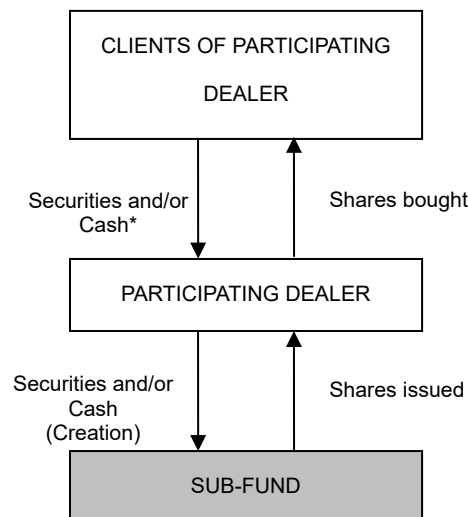 CLIENTS OF PARTICIPATING
DEALER
Securities and/or
Cash*
Shares bought
PARTICIPATING DEALER
Securities and/or
Cash
(Creation)
Shares issued
SUB-FUND